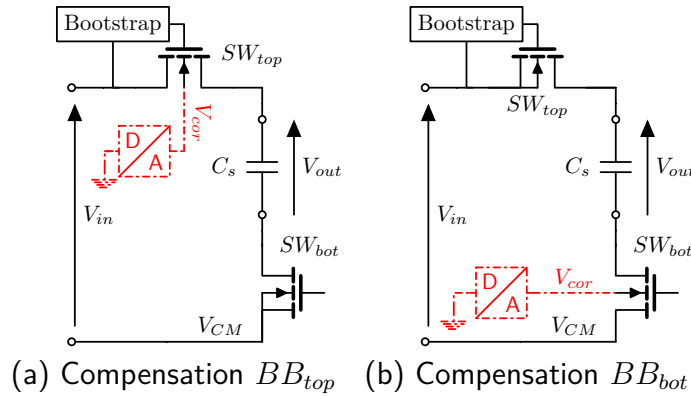 Bootstrap
SW_top
V_cor
D
A
C_s
V_out
V_in
SW_bot
V_CM
(a) Compensation BB_top
Bootstrap
SW_top
C_s
V_out
V_in
SW_bot
D
A
V_cor
V_CM
(b) Compensation BB_bot